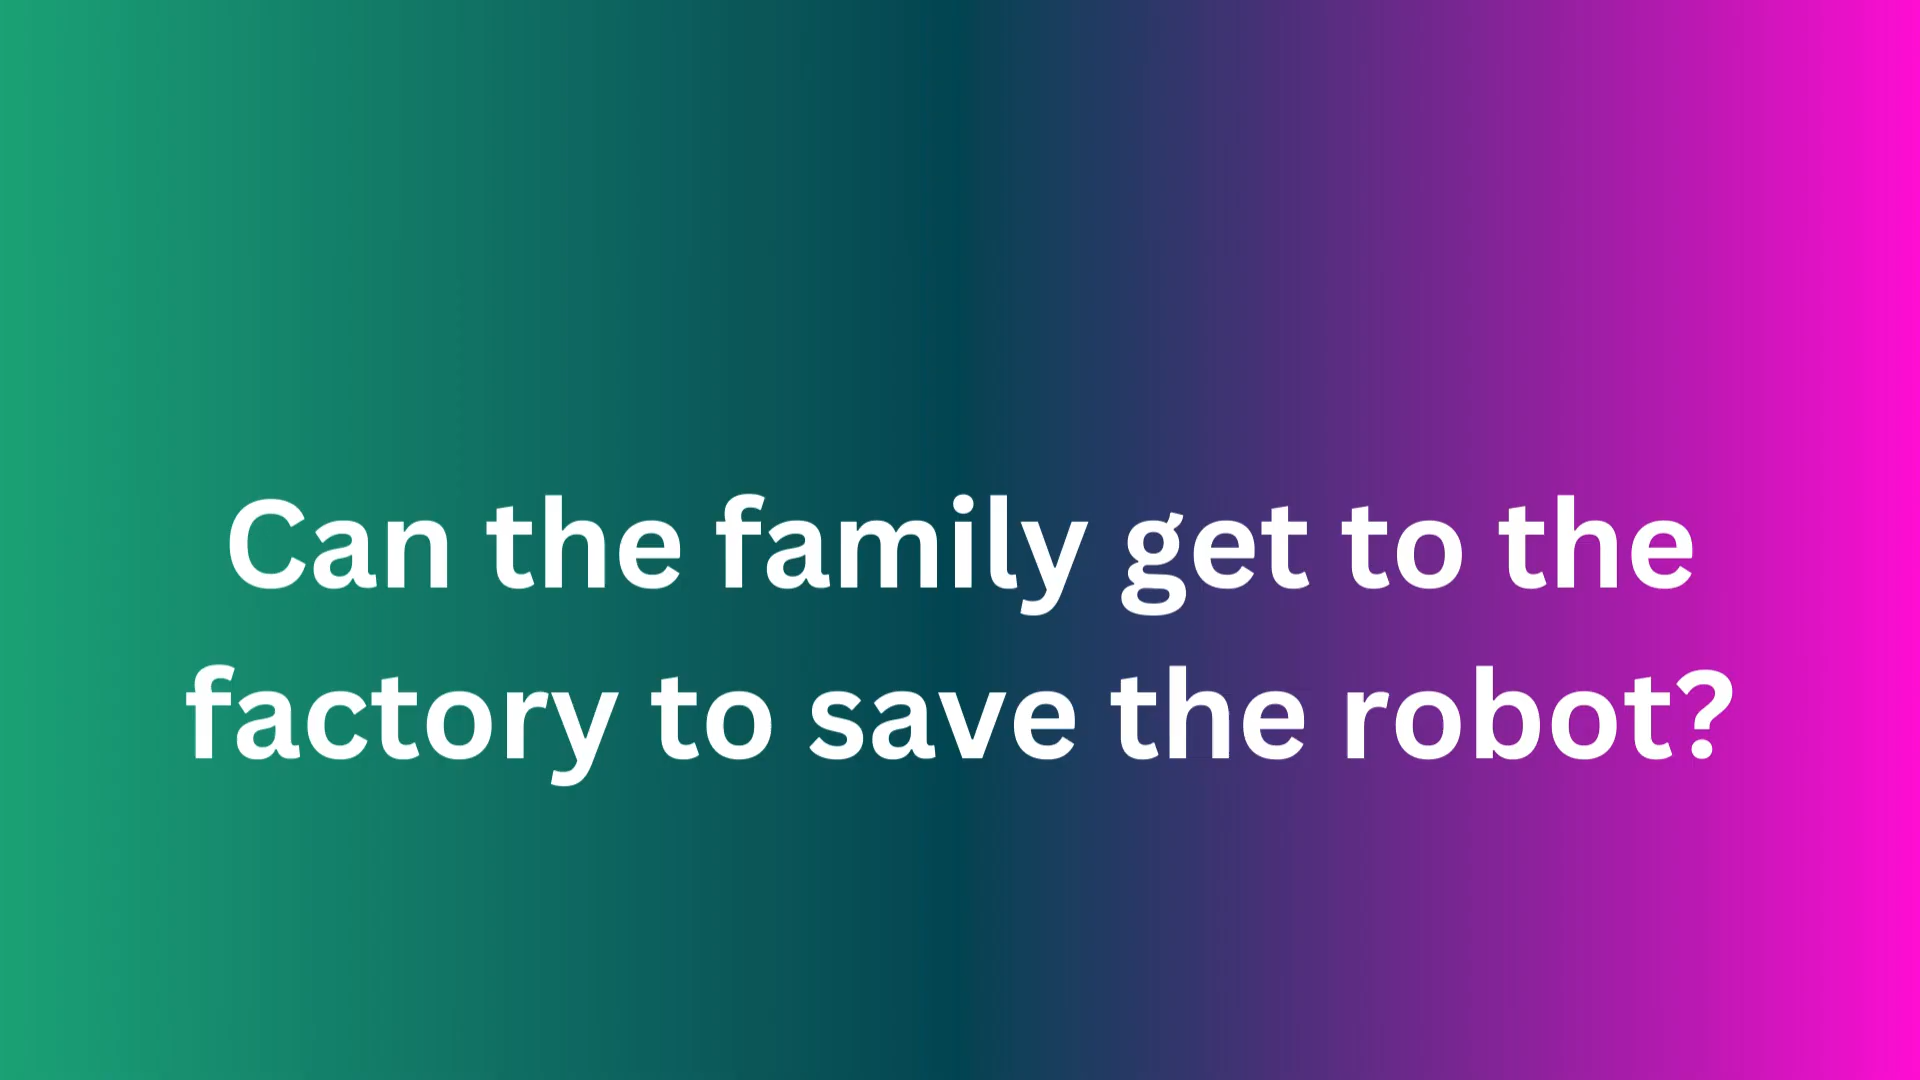 Can the family get to the
factory to save the robot?